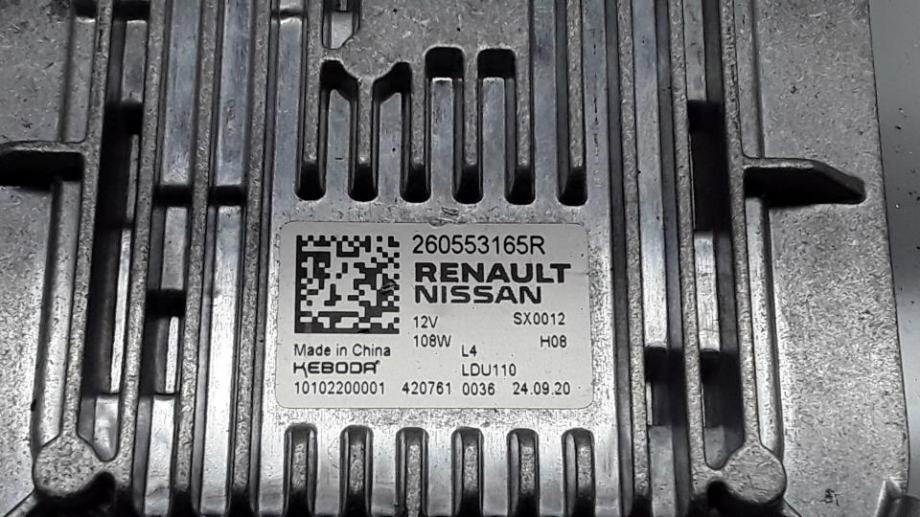 260553165R
RENAULT
NISSAN
12V SX0012
108W H08
L4
Made in China
KEBODA LDU110
10102200001 420761 0036 24.09.20